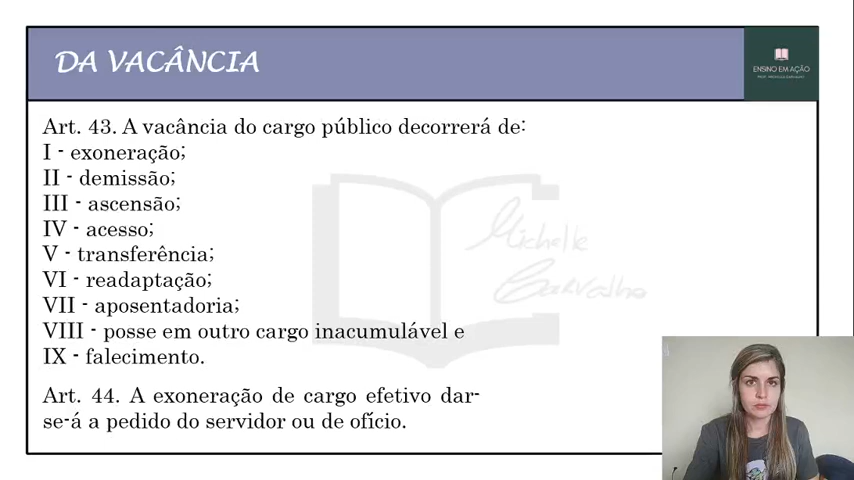 DA VACÂNCIA
ENSINO EM AÇÃO
Art. 43. A vacância do cargo público decorrerá de:
I - exoneração;
II - demissão;
III - ascensão;
IV - acesso;
V - transferência;
VI - readaptação;
VII - aposentadoria;
VIII - posse em outro cargo inacumulável e
IX - falecimento.
Michelle
Carvalho
Art. 44. A exoneração de cargo efetivo dar-
se-á a pedido do servidor ou de ofício.